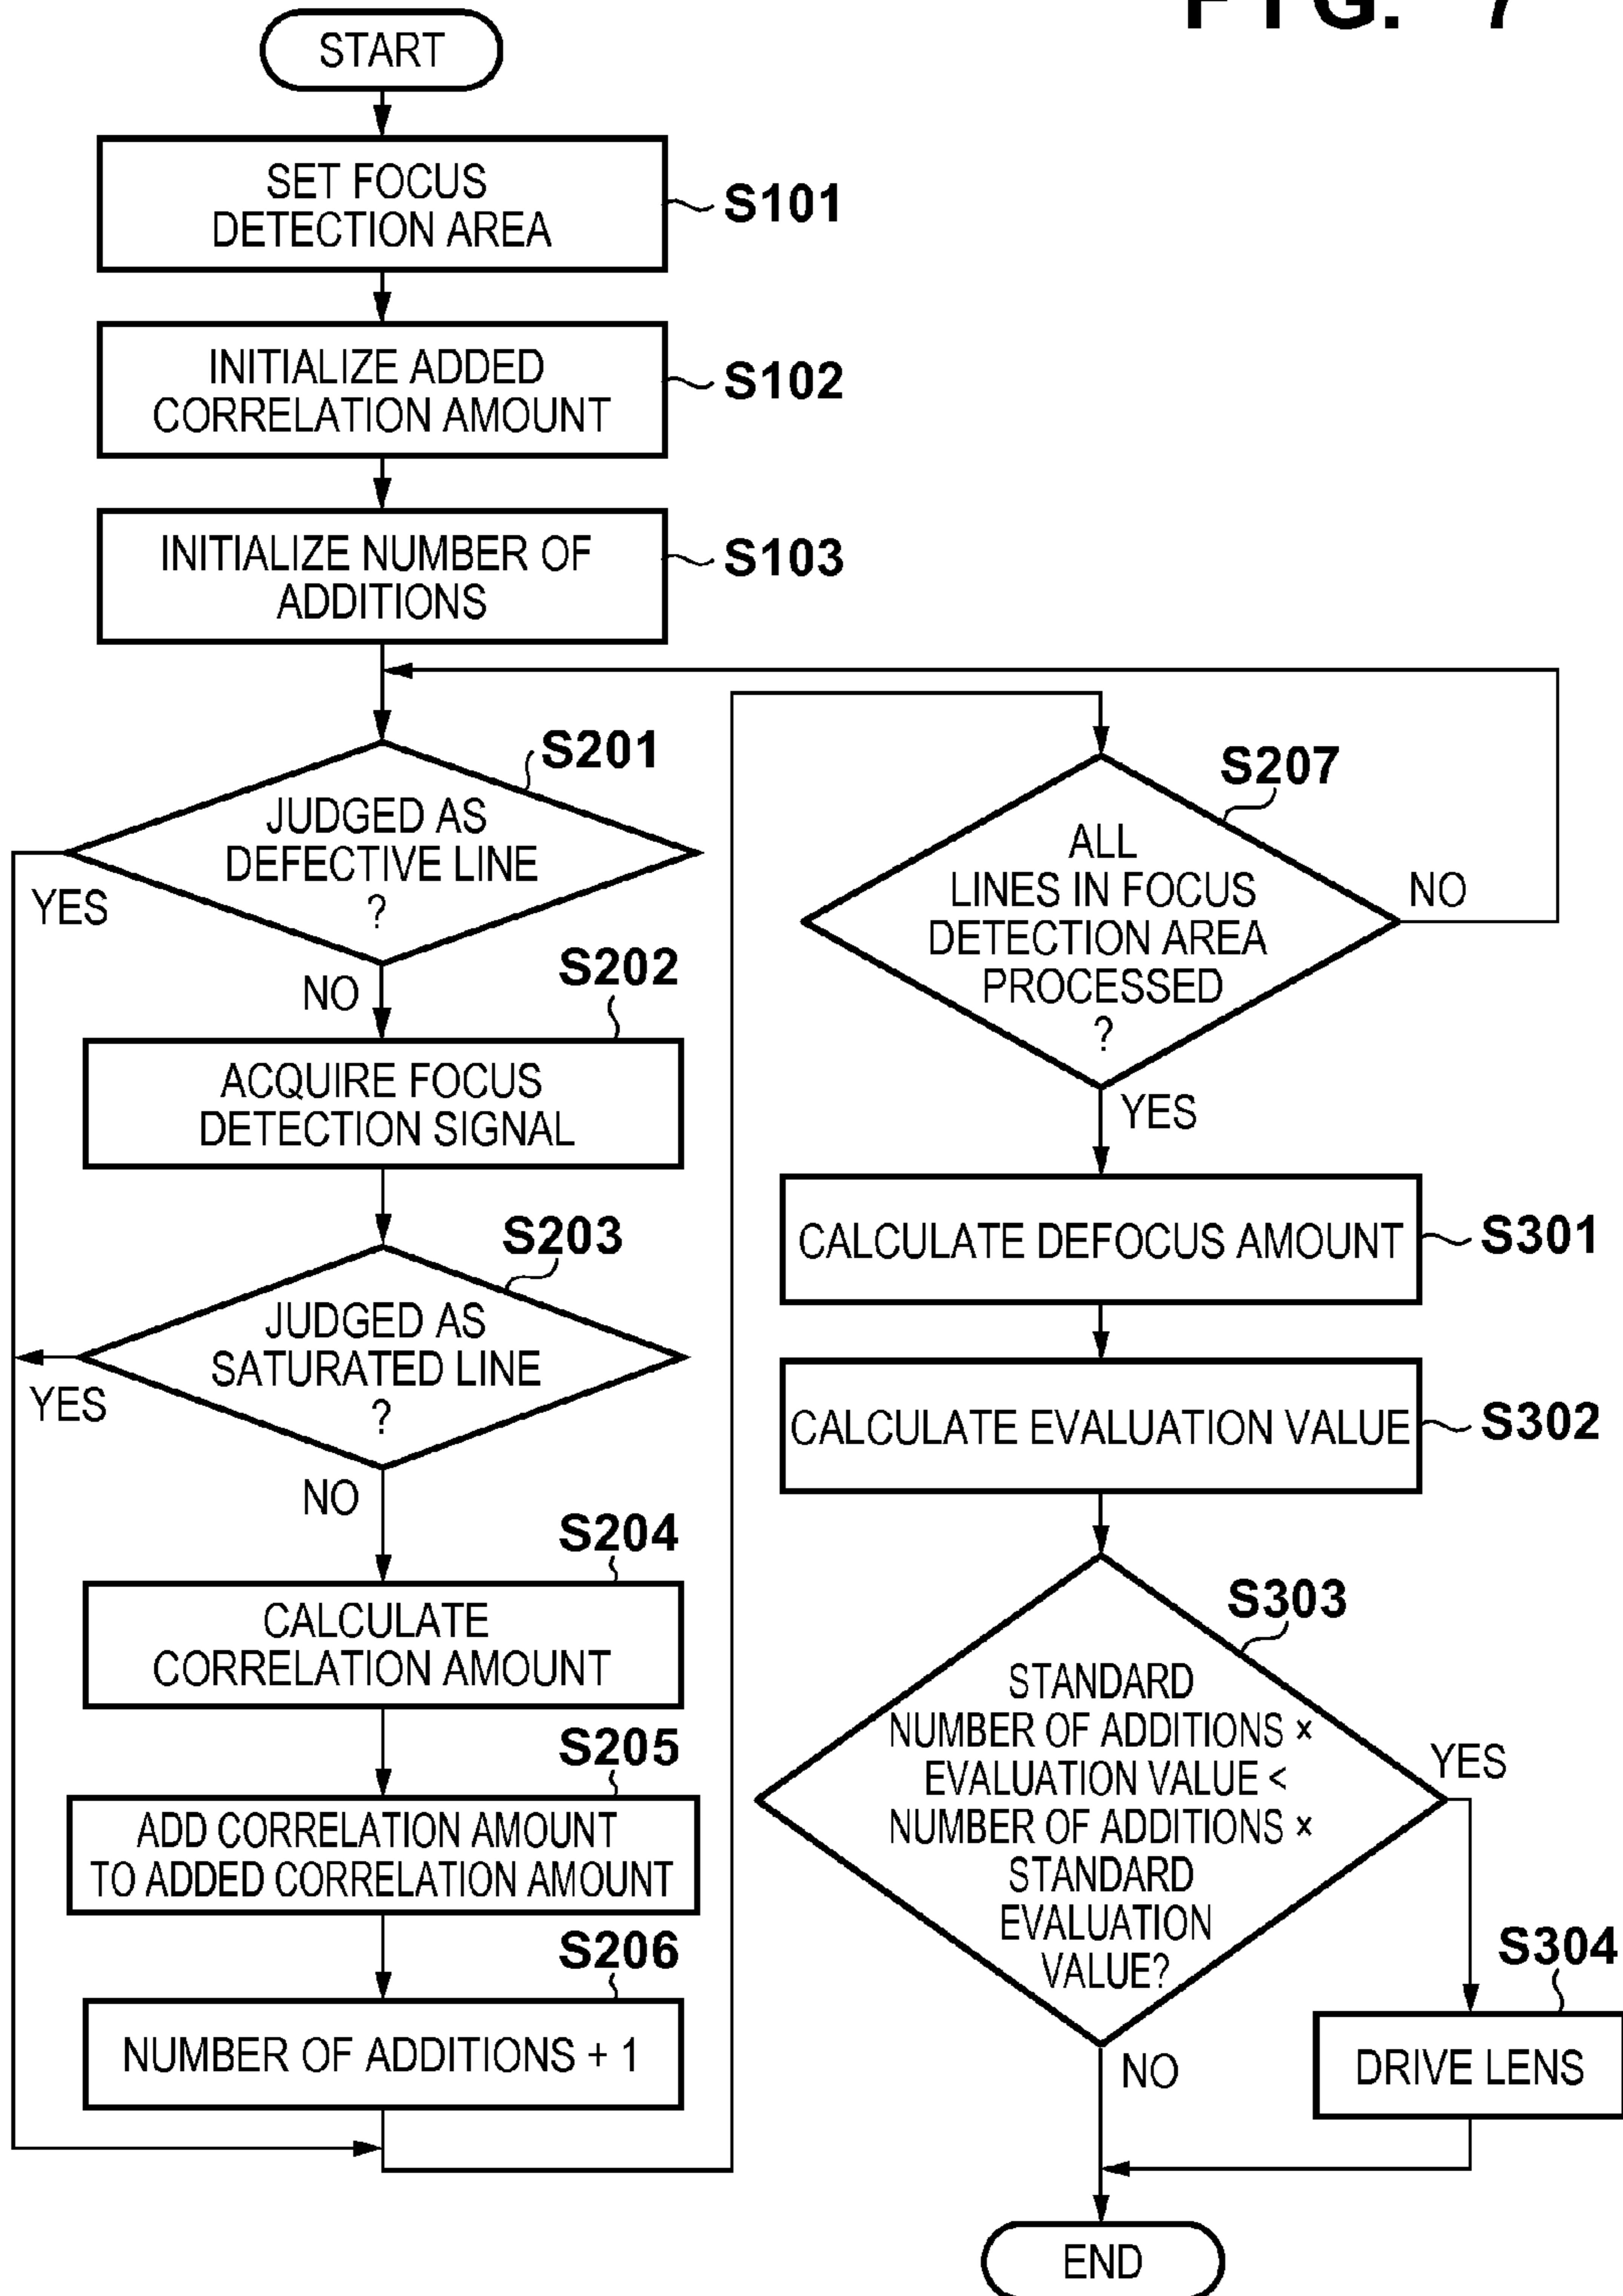 FIG. 7
START
SET FOCUS
DETECTION AREA
S101
INITIALIZE ADDED
CORRELATION AMOUNT
S102
INITIALIZE NUMBER OF
ADDITIONS
S103
S201
JUDGED AS
DEFECTIVE LINE
?
YES
NO
S202
ACQUIRE FOCUS
DETECTION SIGNAL
S203
JUDGED AS
SATURATED LINE
?
YES
NO
S204
CALCULATE
CORRELATION AMOUNT
S205
ADD CORRELATION AMOUNT
TO ADDED CORRELATION AMOUNT
S206
NUMBER OF ADDITIONS + 1
S207
ALL
LINES IN FOCUS
DETECTION AREA
PROCESSED
?
NO
YES
CALCULATE DEFOCUS AMOUNT
S301
CALCULATE EVALUATION VALUE
S302
S303
STANDARD
NUMBER OF ADDITIONS ×
EVALUATION VALUE <
NUMBER OF ADDITIONS ×
STANDARD
EVALUATION
VALUE?
YES
NO
S304
DRIVE LENS
END